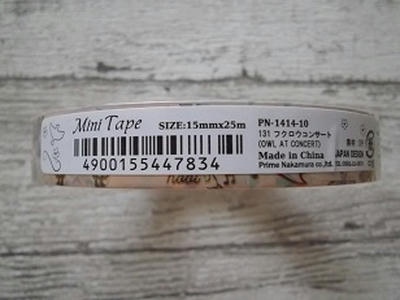 Mini Tape
SIZE:15mmx25m
4900155447834
PN-1414-10
131 フクロウコンサート
(OWL AT CONCERT)
Made in China
Prime Nakamura co.,ltd.
JAPAN DESIGN
hoot